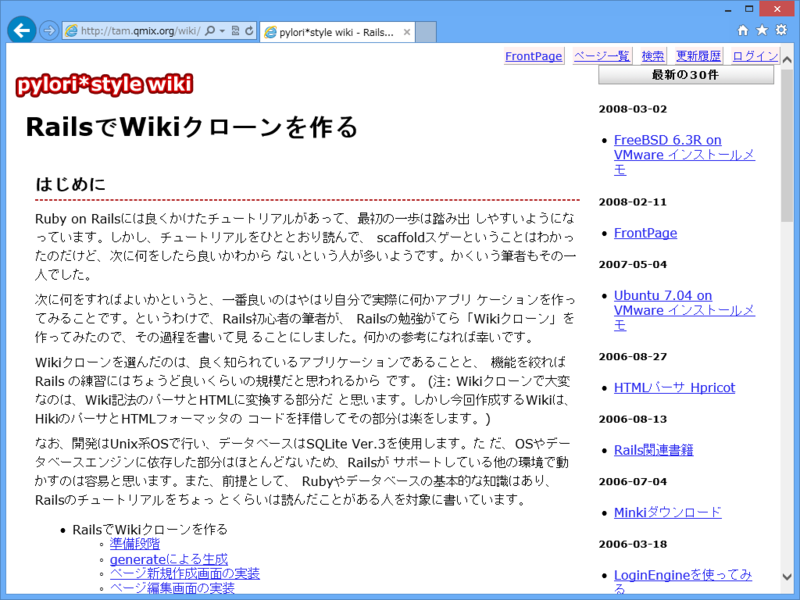 http://tam.qmix.org/wiki/
pylori*style wiki - Rails...
FrontPage ページ一覧 検索 更新履歴 ログイン
pylori*style wiki
RailsでWikiクローンを作る
はじめに
Ruby on Railsには良くかけたチュートリアルがあって、最初の一歩は踏み出 しやすいようにな
っています。しかし、チュートリアルをひととおり読んで、 scaffoldスゲーということはわかっ
たのだけど、次に何をしたら良いかわから ないという人が多いようです。かくいう筆者もその一
人でした。
次に何をすればよいかというと、一番良いのはやはり自分で実際に何かアプリ ケーションを作っ
てみることです。というわけで、Rails初心者の筆者が、 Railsの勉強がてら「Wikiクローン」を
作ってみたので、その過程を書いて見 ることにしました。何かの参考になれば幸いです。
Wikiクローンを選んだのは、良く知られているアプリケーションであることと、 機能を絞れば
Rails の練習にはちょうど良いくらいの規模だと思われるから です。 (注: Wikiクローンで大変
なのは、Wiki記法のパーサとHTMLに変換する部分だ と思います。しかし今回作成するWikiは、
HikiのパーサとHTMLフォーマッタの コードを拝借してその部分は楽をします。)
なお、開発はUnix系OSで行い、データベースはSQLite Ver.3を使用します。た だ、OSやデー
タベースエンジンに依存した部分はほとんどないため、Railsが サポートしている他の環境で動
かすのは容易と思います。また、前提として、 Rubyやデータベースの基本的な知識はあり、
Railsのチュートリアルをちょっ とくらいは読んだことがある人を対象に書いています。
RailsでWikiクローンを作る
準備段階
generateによる生成
ページ新規作成画面の実装
ページ編集画面の実装
最新の30件
2008-03-02
FreeBSD 6.3R on
VMware インストールメ
モ
2008-02-11
FrontPage
2007-05-04
Ubuntu 7.04 on
VMware インストールメ
モ
2006-08-27
HTMLパーサ Hpricot
2006-08-13
Rails関連書籍
2006-07-04
Minkiダウンロード
2006-03-18
LoginEngineを使ってみ
る